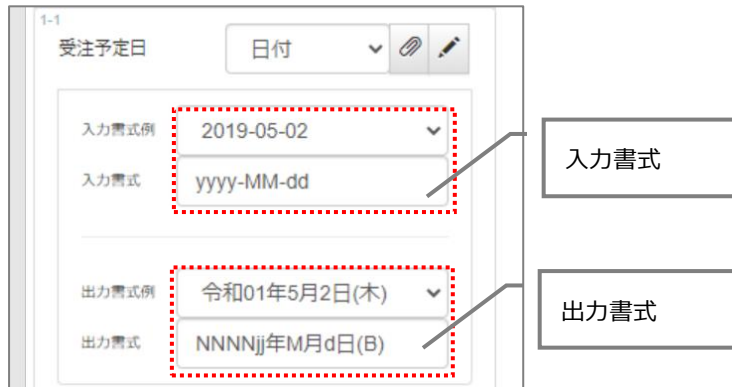 1-1
受注予定日
日付
入力書式例
2019-05-02
入力書式
yyyy-MM-dd
入力書式
出力書式例
令和01年5月2日(木)
出力書式
NNNNjj年M月d日(B)
出力書式